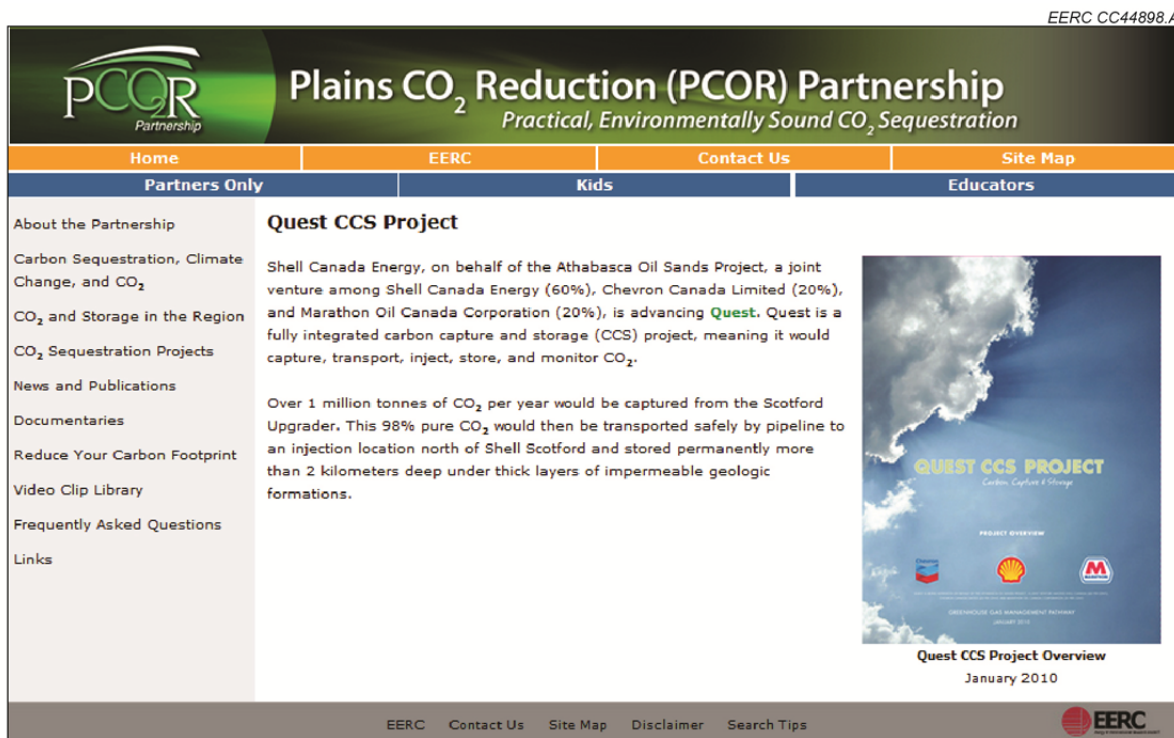 EERC CC44898.A
PCO2R
Partnership
Plains CO2 Reduction (PCOR) Partnership
Practical, Environmentally Sound CO2 Sequestration
Home EERC Contact Us Site Map
Partners Only Kids Educators
About the Partnership
Carbon Sequestration, Climate
Change, and CO2
CO2 and Storage in the Region
CO2 Sequestration Projects
News and Publications
Documentaries
Reduce Your Carbon Footprint
Video Clip Library
Frequently Asked Questions
Links
Quest CCS Project
Shell Canada Energy, on behalf of the Athabasca Oil Sands Project, a joint
venture among Shell Canada Energy (60%), Chevron Canada Limited (20%),
and Marathon Oil Canada Corporation (20%), is advancing Quest. Quest is a
fully integrated carbon capture and storage (CCS) project, meaning it would
capture, transport, inject, store, and monitor CO2.
Over 1 million tonnes of CO2 per year would be captured from the Scotford
Upgrader. This 98% pure CO2 would then be transported safely by pipeline to
an injection location north of Shell Scotford and stored permanently more
than 2 kilometers deep under thick layers of impermeable geologic
formations.
QUEST CCS PROJECT
Carbon Capture & Storage
PROJECT OVERVIEW
Chevron
M
GREENHOUSE GAS MANAGEMENT PATHWAY
JANUARY 2010
Quest CCS Project Overview
January 2010
EERC Contact Us Site Map Disclaimer Search Tips
EERC